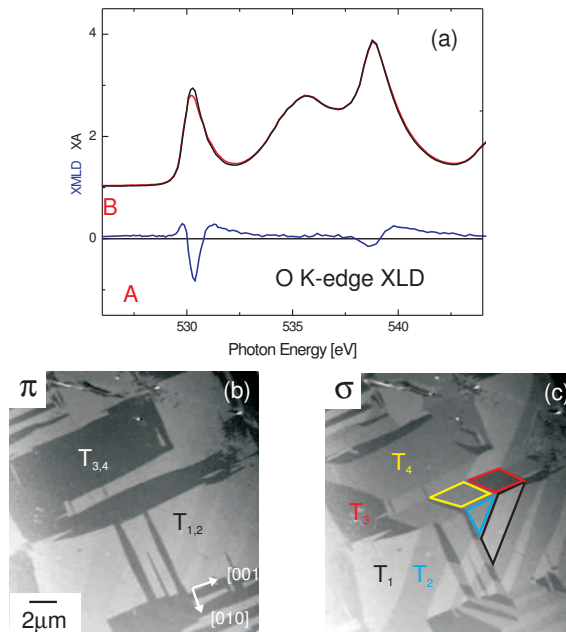 4
(a)
XMLD XA
2
B
0
A
O K-edge XLD
530
535
540
Photon Energy [eV]
π
(b)
T3,4
T1,2
[001
[010]
2μm
σ
(c)
T4
T3
T1
T2